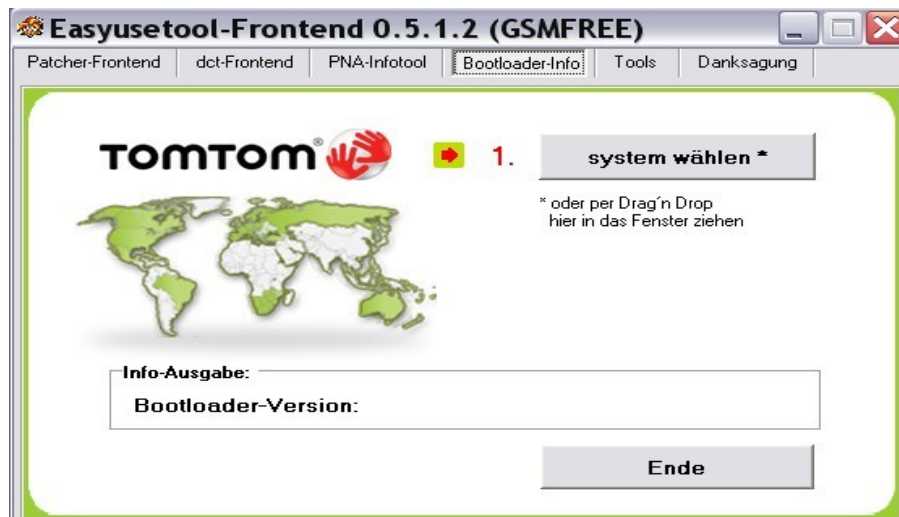 Easyusetool-Frontend 0.5.1.2 (GSMFREE)
Patcher-Frontend dct-Frontend PNA-Infotool Bootloader-Info Tools Danksagung
TOMTOM® 1. system wählen *
* oder per Drag´n Drop
hier in das Fenster ziehen
Info-Ausgabe:
Bootloader-Version:
Ende